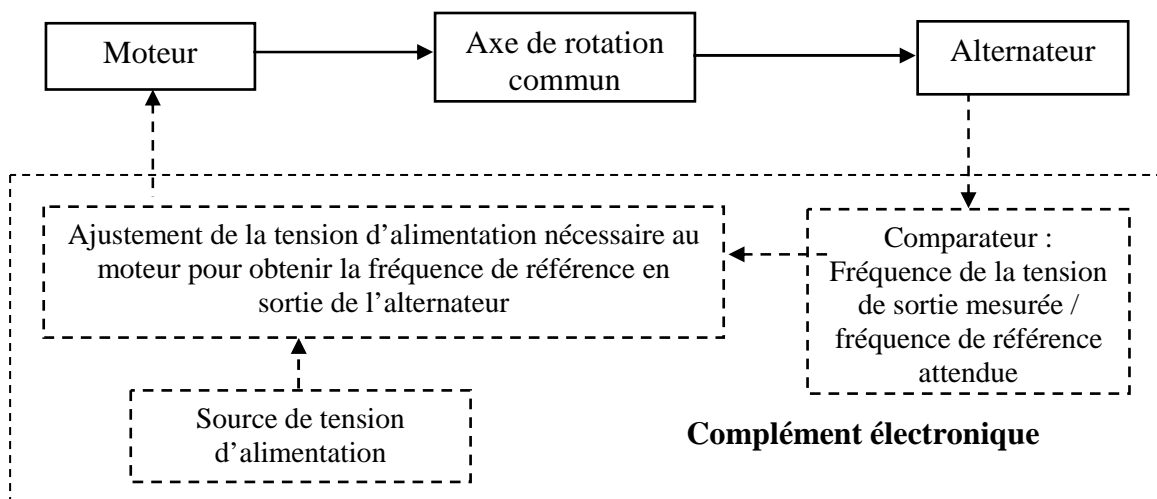 Moteur
Axe de rotation
commun
Alternateur
Ajustement de la tension d’alimentation nécessaire au
moteur pour obtenir la fréquence de référence en
sortie de l’alternateur
Comparateur :
Fréquence de la tension
de sortie mesurée /
fréquence de référence
attendue
Source de tension
d’alimentation
Complément électronique